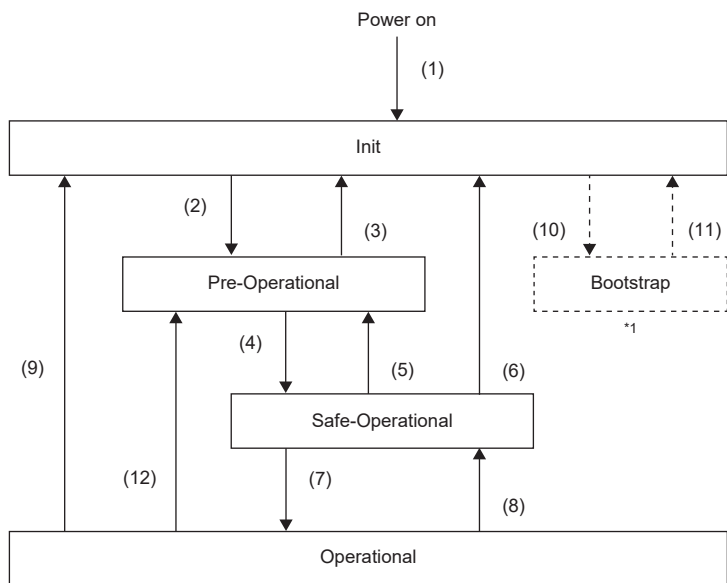 Power on
(1)
Init
(2)
(3)
(10)
(11)
Pre-Operational
Bootstrap
*1
(4)
(5)
(6)
(9)
Safe-Operational
(12)
(7)
(8)
Operational